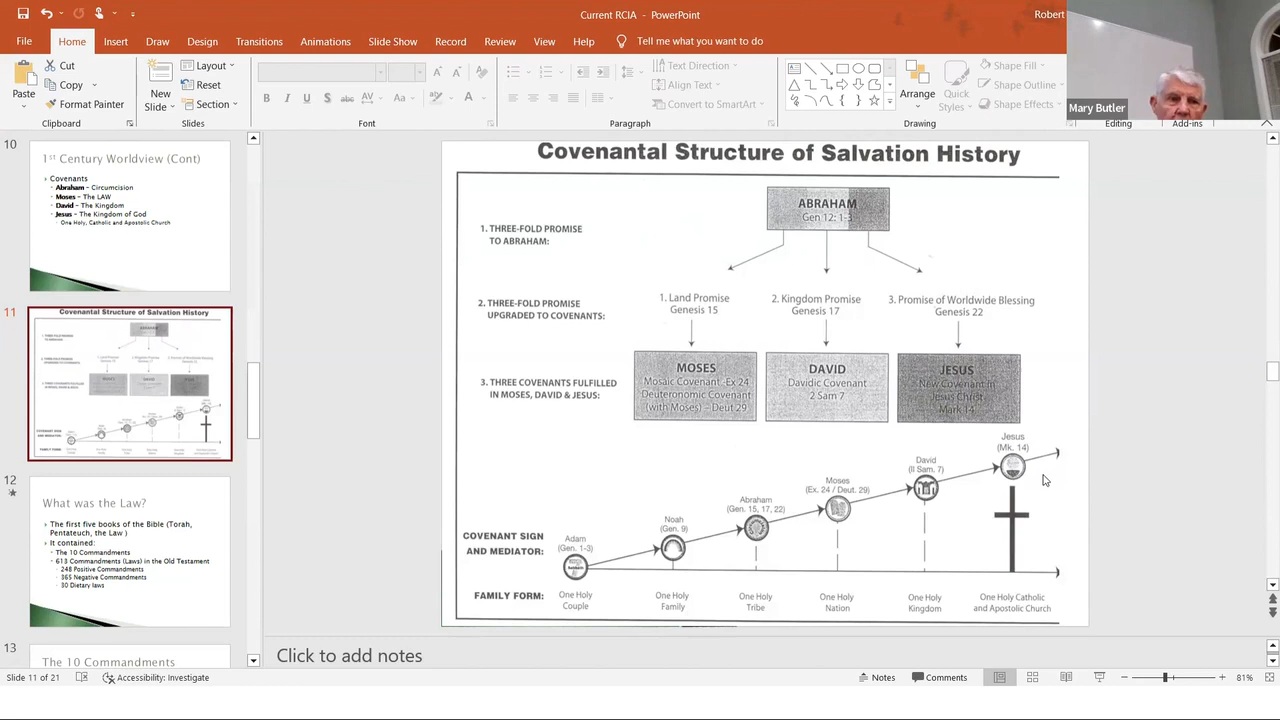 Current RCIA - PowerPoint
Robert
File Home Insert Draw Design Transitions Animations Slide Show Record Review View Help Tell me what you want to do
Paste
Cut
Copy
Format Painter
Clipboard
New
Slide
Layout
Reset
Section
Slides
B I U S ab AV Aa A
Font
Text Direction
Align Text
Convert to SmartArt
Paragraph
Arrange
Quick
Styles
Shape Fill
Shape Outline
Shape Effects
Drawing
Editing
Add-ins
Mary Butler
10
1st Century Worldview (Cont)
Covenants
Abraham – Circumcision
Moses – The LAW
David – The Kingdom
Jesus – The Kingdom of God
One Holy, Catholic and Apostolic Church
11
Covenantal Structure of Salvation History
12
What was the Law?
The first five books of the Bible (Torah,
Pentateuch, the Law )
It contained:
The 10 Commandments
613 Commandments (Laws) in the Old Testament
248 Positive Commandments
365 Negative Commandments
30 Dietary laws
13
The 10 Commandments
Covenantal Structure of Salvation History
ABRAHAM
Gen 12: 1-3
1. THREE-FOLD PROMISE
TO ABRAHAM:
2. THREE-FOLD PROMISE
UPGRADED TO COVENANTS:
1. Land Promise
Genesis 15
2. Kingdom Promise
Genesis 17
3. Promise of Worldwide Blessing
Genesis 22
3. THREE COVENANTS FULFILLED
IN MOSES, DAVID & JESUS:
MOSES
Mosaic Covenant -Ex 24
Deuteronomic Covenant
(with Moses) – Deut 29
DAVID
Davidic Covenant
2 Sam 7
JESUS
New Covenant in
Jesus Christ
Mark 14
COVENANT SIGN
AND MEDIATOR:
Adam
(Gen. 1-3)
Noah
(Gen. 9)
Abraham
(Gen. 15, 17, 22)
Moses
(Ex. 24 / Deut. 29)
David
(II Sam. 7)
Jesus
(Mk. 14)
FAMILY FORM:
One Holy
Couple
One Holy
Family
One Holy
Tribe
One Holy
Nation
One Holy
Kingdom
One Holy Catholic
and Apostolic Church
Click to add notes
Slide 11 of 21 Accessibility: Investigate Notes Comments 81%